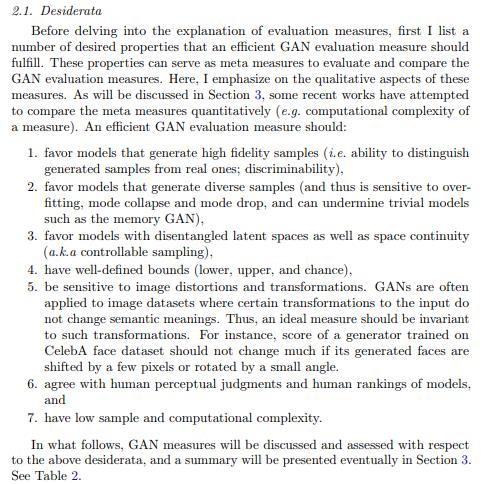 2.1. Desiderata
Before delving into the explanation of evaluation measures, first I list a
number of desired properties that an efficient GAN evaluation measure should
fulfill. These properties can serve as meta measures to evaluate and compare the
GAN evaluation measures. Here, I emphasize on the qualitative aspects of these
measures. As will be discussed in Section 3, some recent works have attempted
to compare the meta measures quantitatively (e.g. computational complexity of
a measure). An efficient GAN evaluation measure should:
1. favor models that generate high fidelity samples (i.e. ability to distinguish
generated samples from real ones; discriminability),
2. favor models that generate diverse samples (and thus is sensitive to over-
fitting, mode collapse and mode drop, and can undermine trivial models
such as the memory GAN),
3. favor models with disentangled latent spaces as well as space continuity
(a.k.a controllable sampling),
4. have well-defined bounds (lower, upper, and chance),
5. be sensitive to image distortions and transformations. GANs are often
applied to image datasets where certain transformations to the input do
not change semantic meanings. Thus, an ideal measure should be invariant
to such transformations. For instance, score of a generator trained on
CelebA face dataset should not change much if its generated faces are
shifted by a few pixels or rotated by a small angle.
6. agree with human perceptual judgments and human rankings of models,
and
7. have low sample and computational complexity.
In what follows, GAN measures will be discussed and assessed with respect
to the above desiderata, and a summary will be presented eventually in Section 3.
See Table 2.